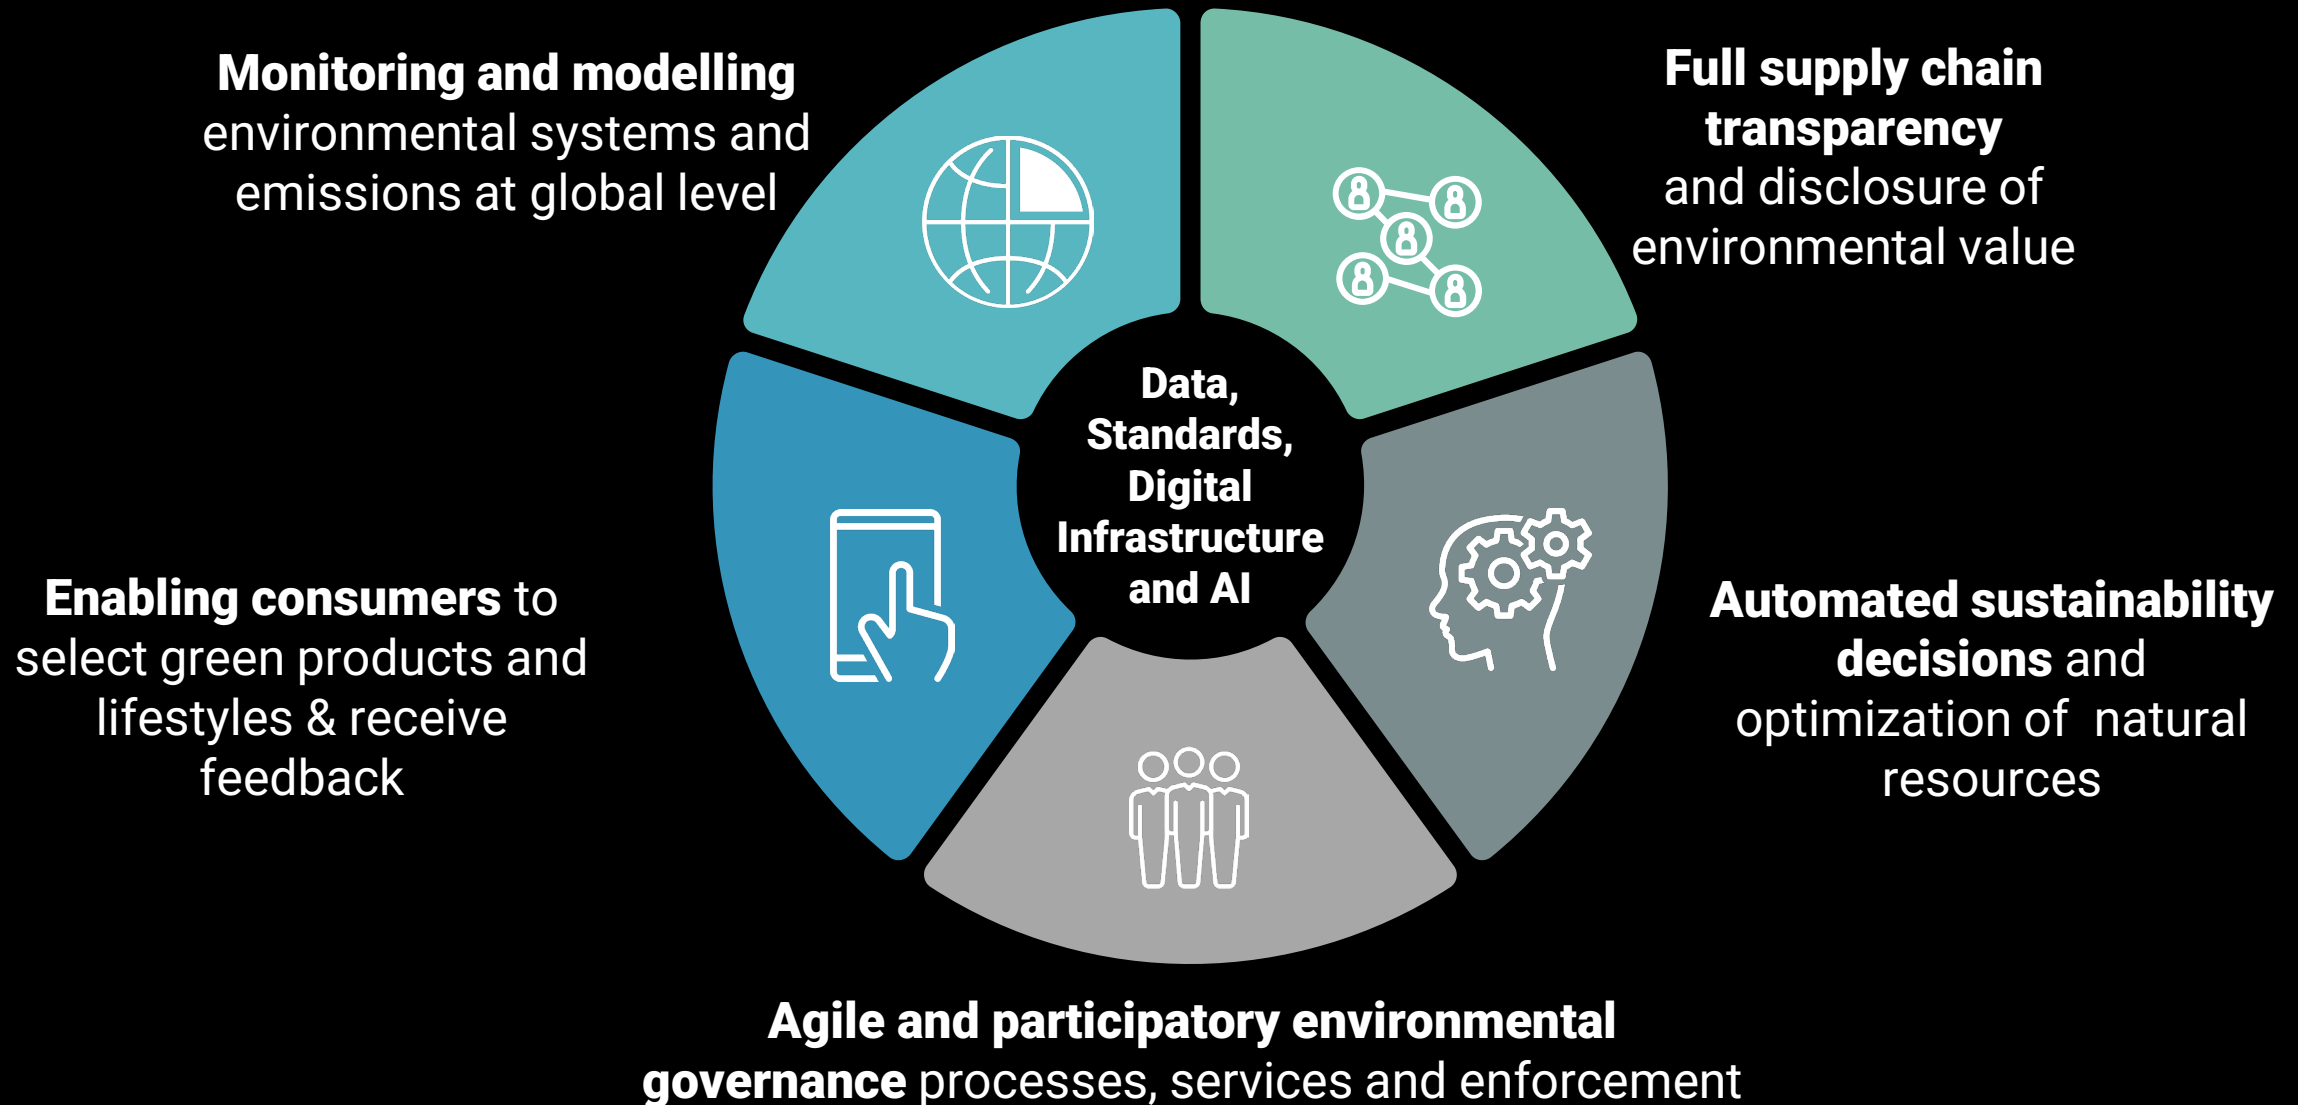 Monitoring and modelling
environmental systems and
emissions at global level
Full supply chain
transparency
and disclosure of
environmental value
Data,
Standards,
Digital
Infrastructure
and AI
Enabling consumers to
select green products and
lifestyles & receive
feedback
Automated sustainability
decisions and
optimization of  natural
resources
Agile and participatory environmental
governance processes, services and enforcement